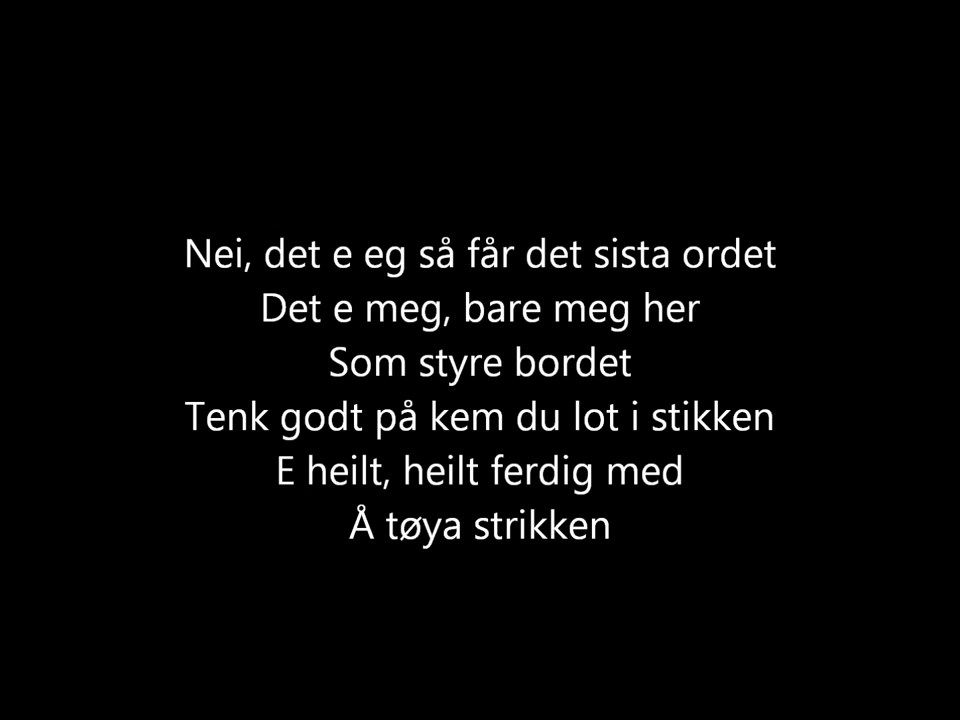 Nei, det e eg så får det sista ordet
Det e meg, bare meg her
Som styre bordet
Tenk godt på kem du lot i stikken
E heilt, heilt ferdig med
Å tøya strikken